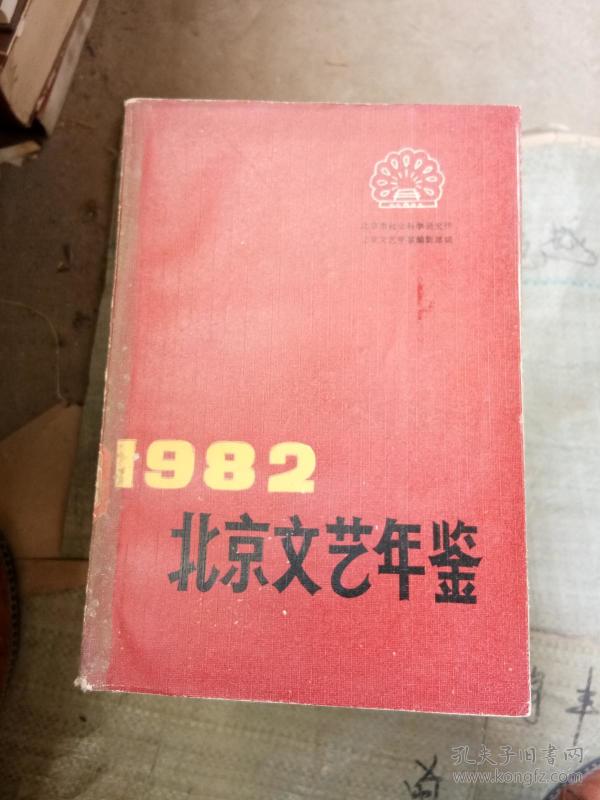 北京市社会科学研究所
北京文艺年鉴编辑部编
1982
北京文艺年鉴
孔夫子旧书网
www.kongfz.com